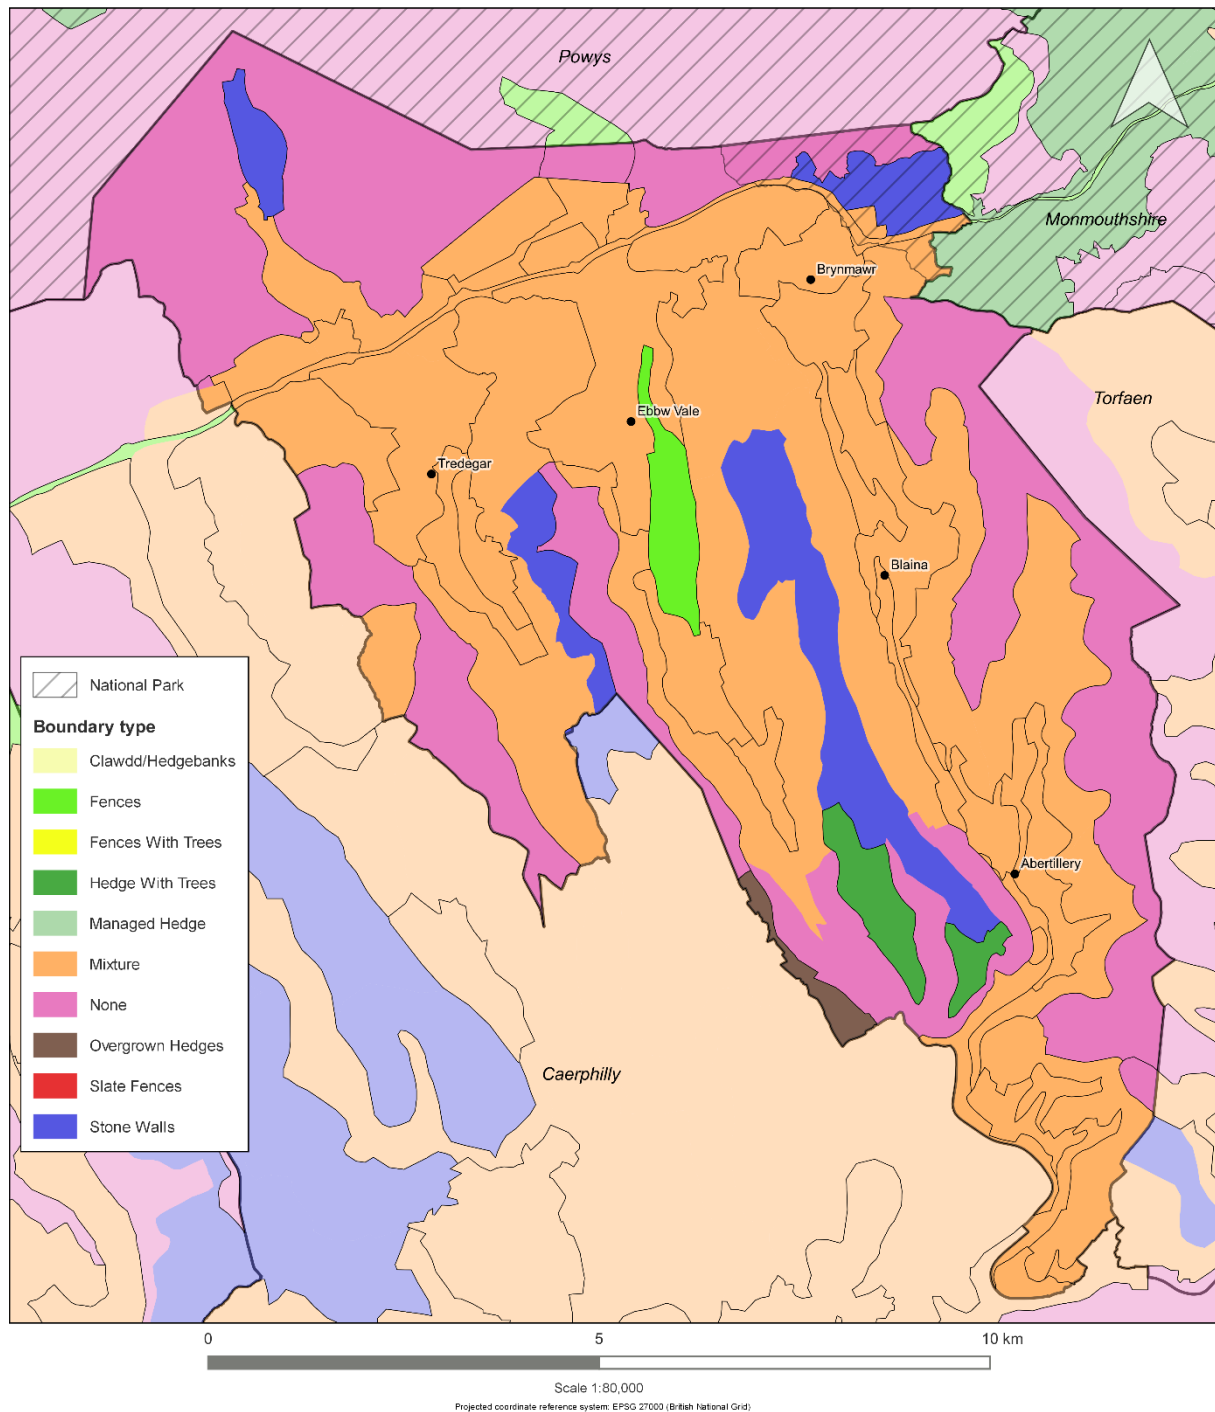 Powys
Monmouthshire
Brynmawr
Torfaen
Ebbw Vale
Tredegar
Blaina
National Park
Boundary type
Clawdd/Hedgebanks
Fences
Fences With Trees
Hedge With Trees
Managed Hedge
Mixture
None
Overgrown Hedges
Slate Fences
Stone Walls
Abertillery
Caerphilly
0 5 10 km
Scale 1:80,000
Projected coordinate reference system: EPSG 27000 (British National Grid)